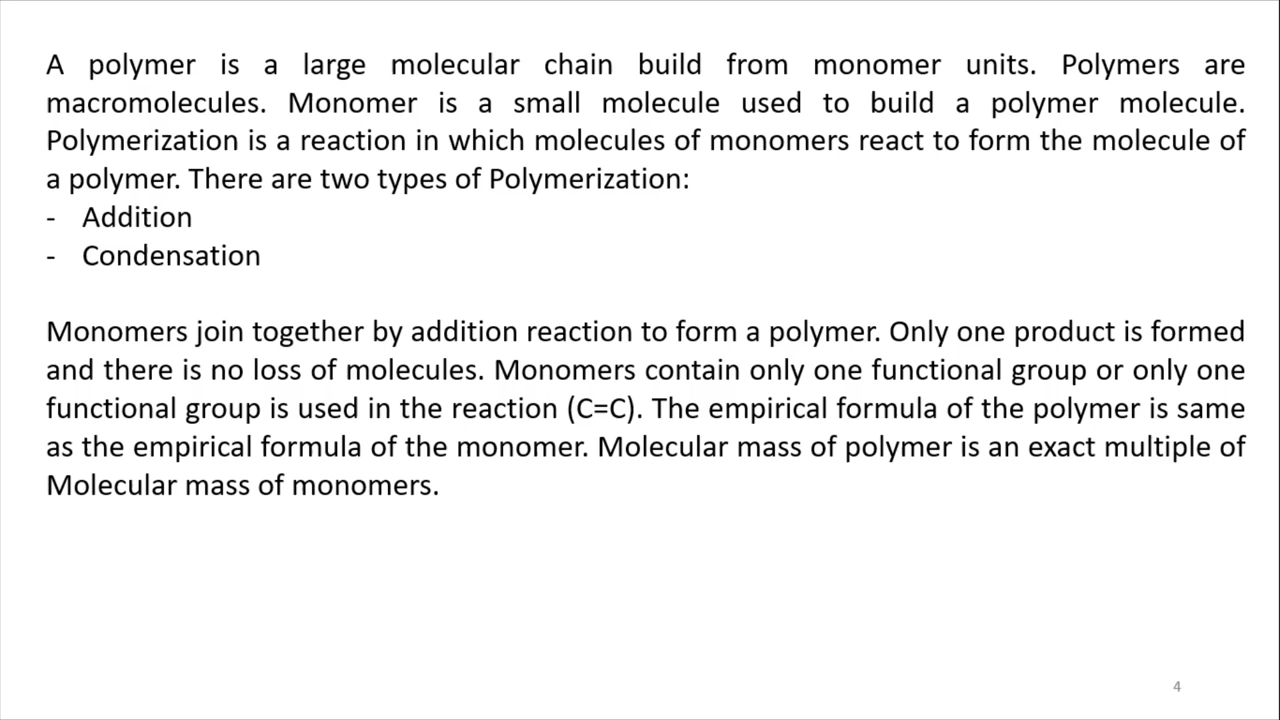 A polymer is a large molecular chain build from monomer units. Polymers are
macromolecules. Monomer is a small molecule used to build a polymer molecule.
Polymerization is a reaction in which molecules of monomers react to form the molecule of
a polymer. There are two types of Polymerization:
- Addition
- Condensation
Monomers join together by addition reaction to form a polymer. Only one product is formed
and there is no loss of molecules. Monomers contain only one functional group or only one
functional group is used in the reaction (C=C). The empirical formula of the polymer is same
as the empirical formula of the monomer. Molecular mass of polymer is an exact multiple of
Molecular mass of monomers.
4